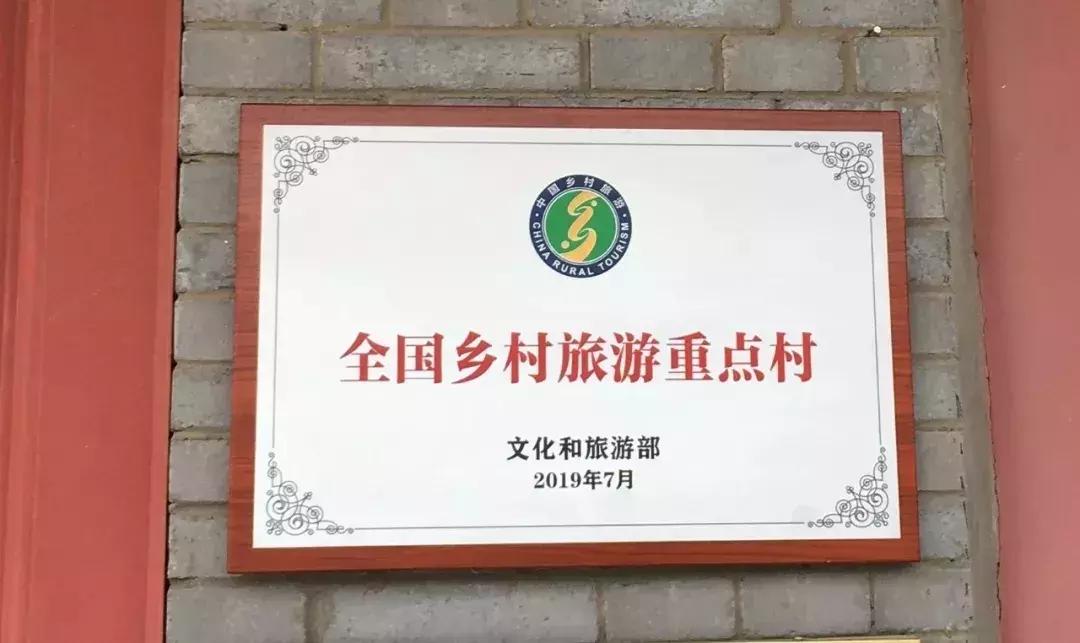 中国乡村旅游
CHINA RURAL TOURISM
全国乡村旅游重点村
文化和旅游部
2019年7月